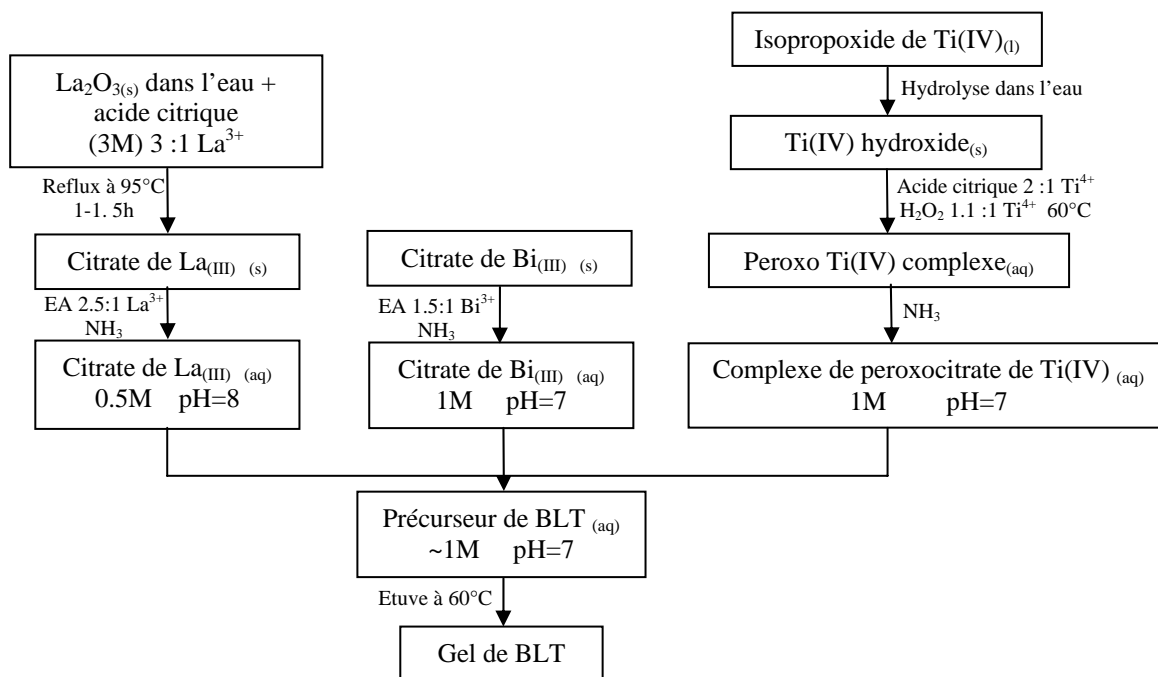 La₂O₃(s) dans l’eau +
acide citrique
(3M) 3 :1 La³⁺
Reflux à 95°C
1-1. 5h
Citrate de La(III) (s)
EA 2.5:1 La³⁺
NH₃
Citrate de La(III) (aq)
0.5M pH=8
Citrate de Bi(III) (s)
EA 1.5:1 Bi³⁺
NH₃
Citrate de Bi(III) (aq)
1M pH=7
Isopropoxide de Ti(IV)(l)
Hydrolyse dans l’eau
Ti(IV) hydroxide(s)
Acide citrique 2 :1 Ti⁴⁺
H₂O₂ 1.1 :1 Ti⁴⁺ 60°C
Peroxo Ti(IV) complexe(aq)
NH₃
Complexe de peroxocitrate de Ti(IV) (aq)
1M pH=7
Précurseur de BLT (aq)
~1M pH=7
Etuve à 60°C
Gel de BLT